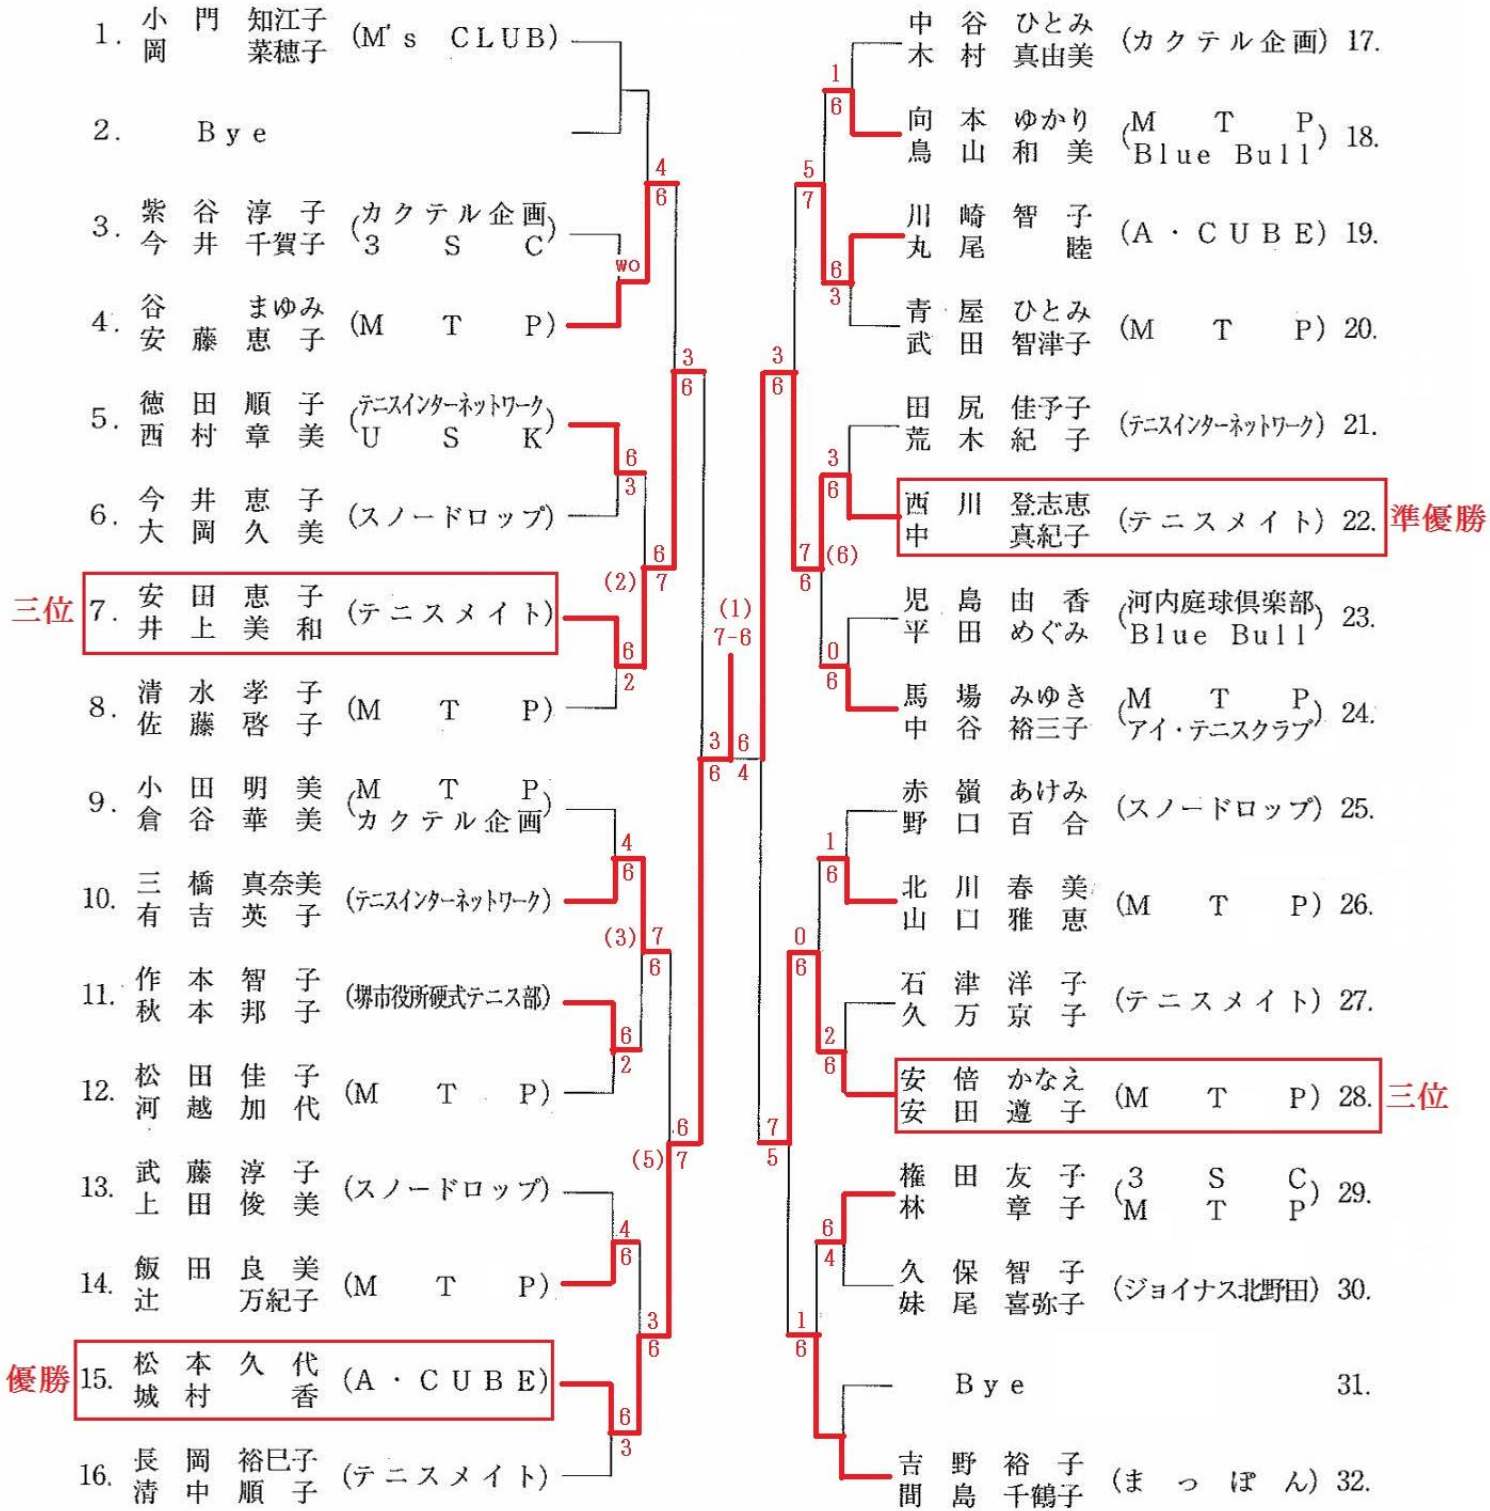 1. 小門 知江子 (M's CLUB)
岡 菜穂子
2. Bye
3. 紫谷淳子 (カクテル企画
今井千賀子 3SC)
wo
4. 谷 まゆみ (MTP)
安藤恵子
4
6
5. 徳田順子 (テニスインターネットワーク
西村章美 USK)
6
3
6. 今井恵子 (スノードロップ)
大岡久美
3
6
6
(2) 7
三位 7. 安田恵子 (テニスメイト)
井上美和
6
2
8. 清水孝子 (MTP)
佐藤啓子
9. 小田明美 (MTP
倉谷華美 カクテル企画)
4
6
10. 三橋真奈美 (テニスインターネットワーク)
有吉英子
(3) 7
6
11. 作本智子 (堺市役所硬式テニス部)
秋本邦子
6
2
12. 松田佳子 (MTP)
河越加代
6
(5) 7
13. 武藤淳子 (スノードロップ)
上田俊美
4
6
14. 飯田良美 (MTP)
辻 万紀子
3
6
優勝 15. 松本久代 (A・CUBE)
城村 香
6
3
16. 長岡裕巳子 (テニスメイト)
清中順子
(1)
7-6
3 6
6 4
中谷ひとみ (カクテル企画) 17.
木村真由美
1
6
向本ゆかり (MTP
鳥山和美 Blue Bull) 18.
5
7
川崎智子 (A・CUBE) 19.
丸尾 睦
6
3
青屋ひとみ (MTP) 20.
武田智津子
3
6
田尻佳予子 (テニスインターネットワーク) 21.
荒木紀子
3
6
西川登志恵 (テニスメイト) 22. 準優勝
中 真紀子
7 (6)
6
児島由香 (河内庭球倶楽部
平田めぐみ Blue Bull) 23.
0
6
馬場みゆき (MTP
中谷裕三子 アイ・テニスクラブ) 24.
赤嶺あけみ (スノードロップ) 25.
野口百合
1
6
北川春美 (MTP) 26.
山口雅恵
0
6
石津洋子 (テニスメイト) 27.
久万京子
2
6
安倍かなえ (MTP) 28. 三位
安田遵子
7
5
権田友子 (3SC
林 章子 MTP) 29.
6
4
久保智子 (ジョイナス北野田) 30.
妹尾喜弥子
1
6
Bye 31.
吉野裕子 (まっぽん) 32.
間島千鶴子